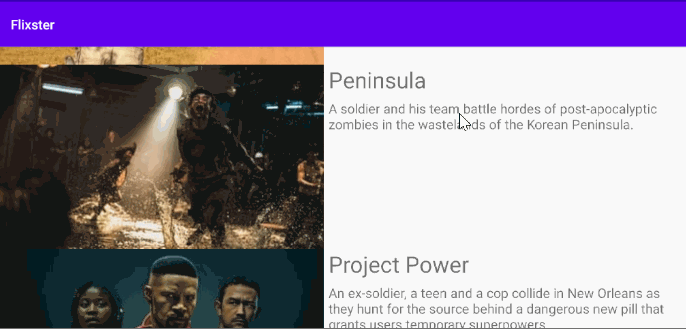 Flixster
Peninsula
A soldier and his team battle hordes of post-apocalyptic
zombies in the wastelands of the Korean Peninsula.
Project Power
An ex-soldier, a teen and a cop collide in New Orleans as
they hunt for the source behind a dangerous new pill that
grants users temporary superpowers